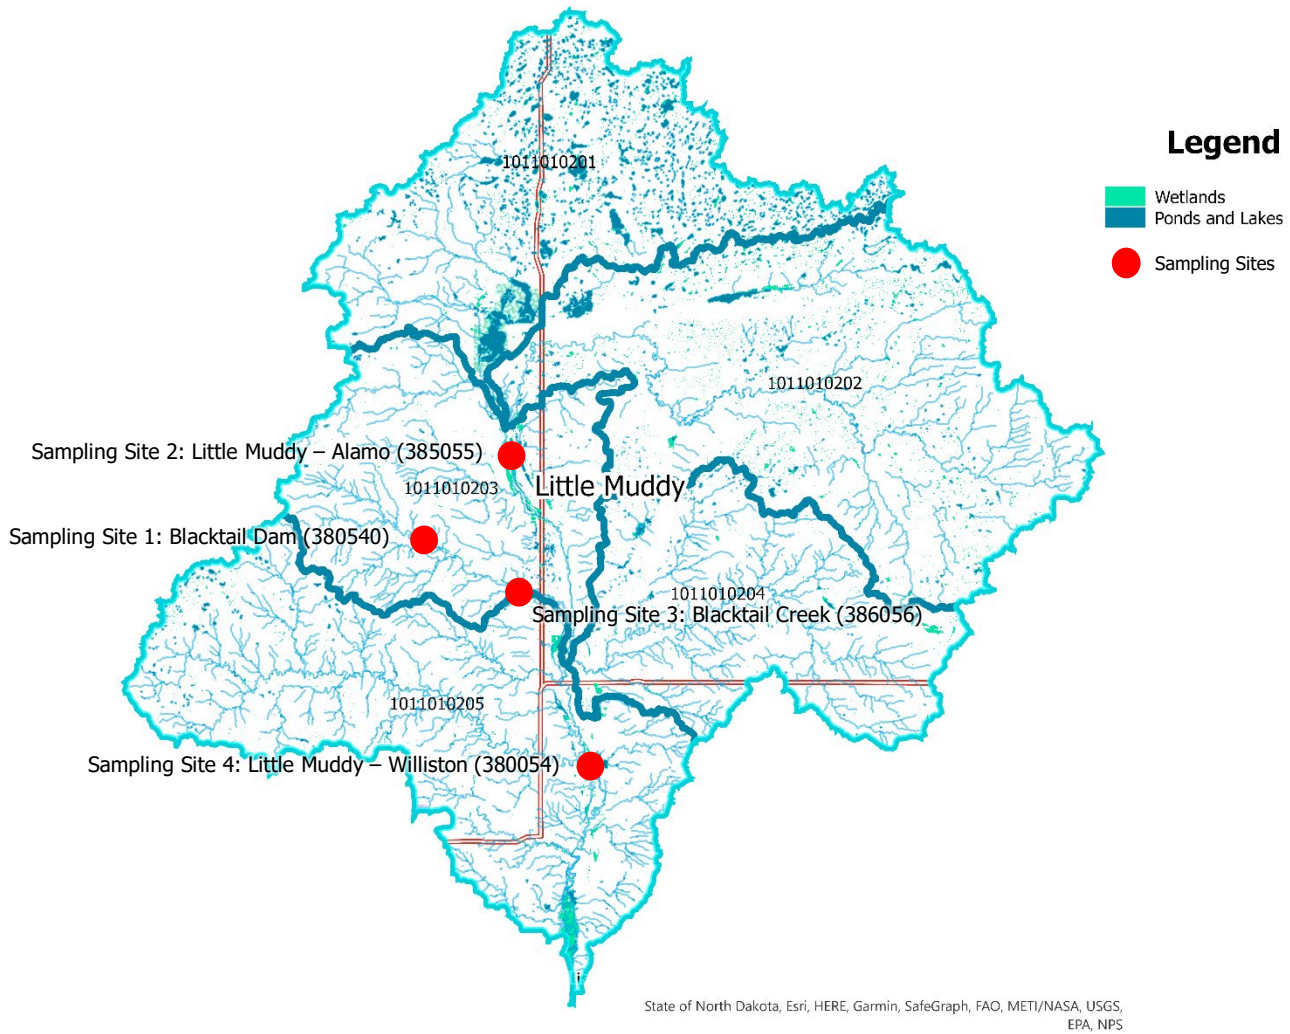 1011010201
Legend
Wetlands
Ponds and Lakes
Sampling Sites
1011010202
Sampling Site 2: Little Muddy – Alamo (385055)
1011010203
Little Muddy
Sampling Site 1: Blacktail Dam (380540)
1011010204
Sampling Site 3: Blacktail Creek (386056)
1011010205
Sampling Site 4: Little Muddy – Williston (380054)
State of North Dakota, Esri, HERE, Garmin, SafeGraph, FAO, METI/NASA, USGS,
EPA, NPS